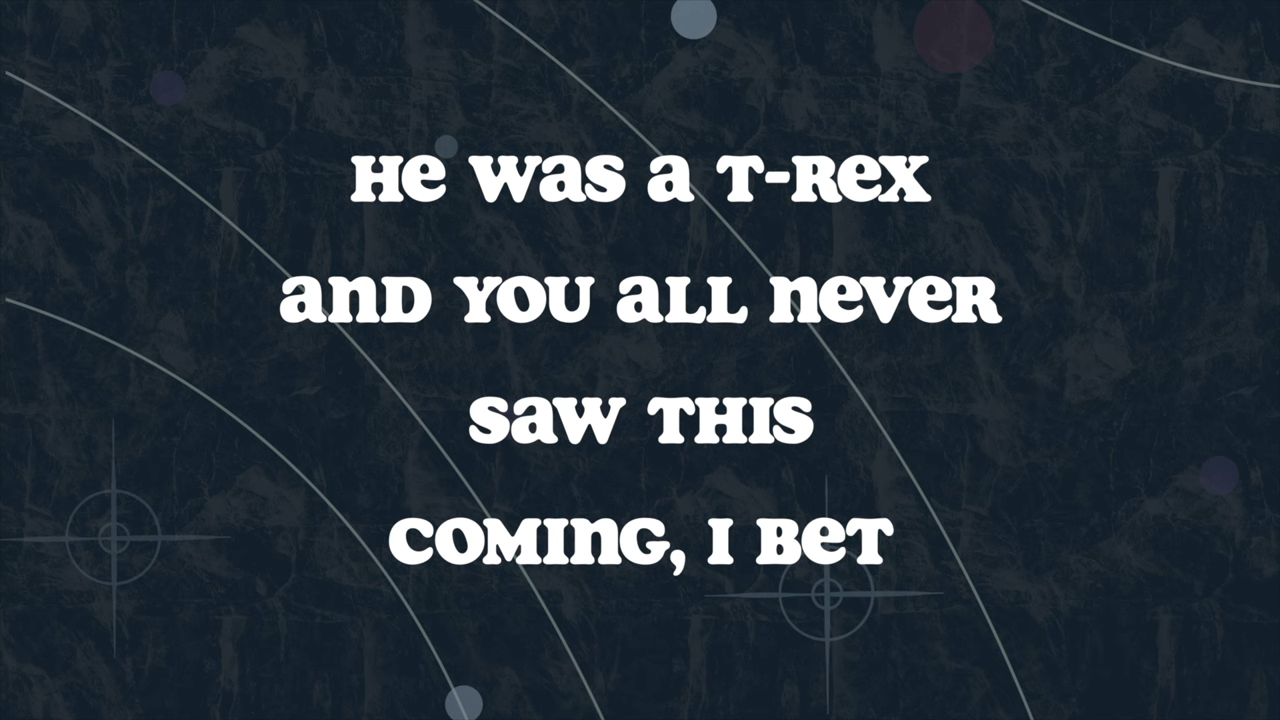 He was a T-Rex
and you all never
saw this
coming, I bet